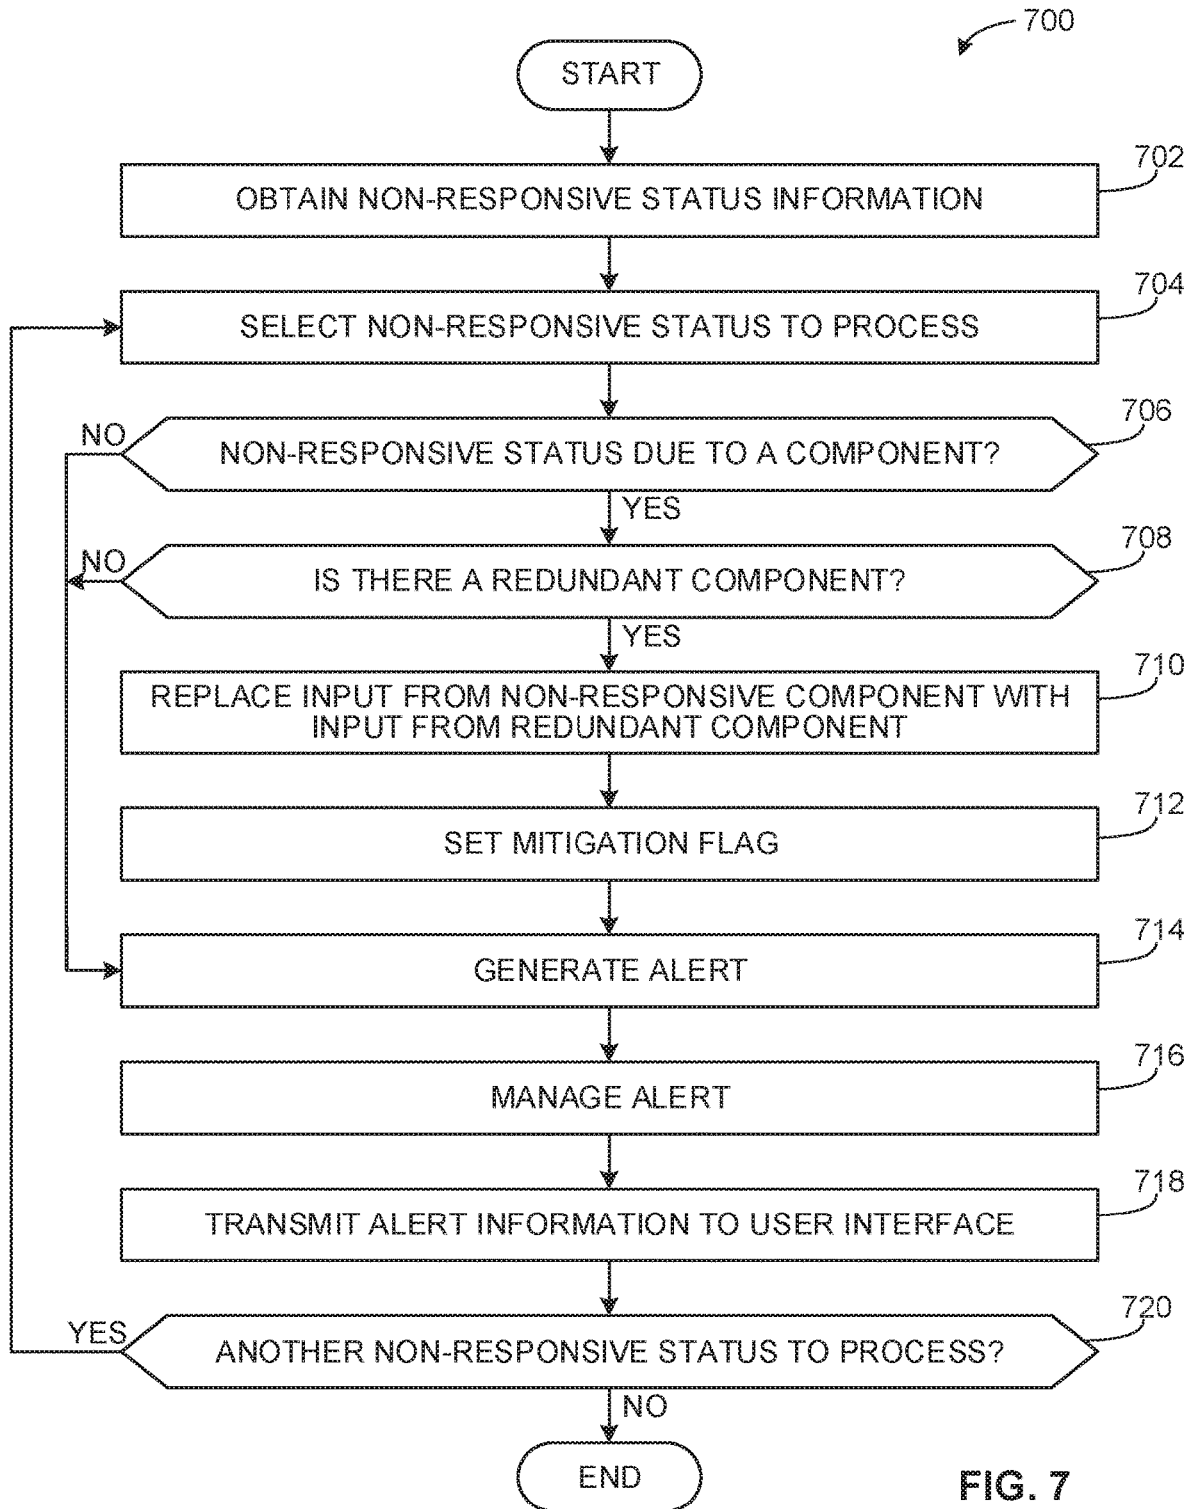 700
START
702
OBTAIN NON-RESPONSIVE STATUS INFORMATION
704
SELECT NON-RESPONSIVE STATUS TO PROCESS
706
NO
NON-RESPONSIVE STATUS DUE TO A COMPONENT?
YES
708
NO
IS THERE A REDUNDANT COMPONENT?
YES
710
REPLACE INPUT FROM NON-RESPONSIVE COMPONENT WITH
INPUT FROM REDUNDANT COMPONENT
712
SET MITIGATION FLAG
714
GENERATE ALERT
716
MANAGE ALERT
718
TRANSMIT ALERT INFORMATION TO USER INTERFACE
720
YES
ANOTHER NON-RESPONSIVE STATUS TO PROCESS?
NO
END
FIG. 7